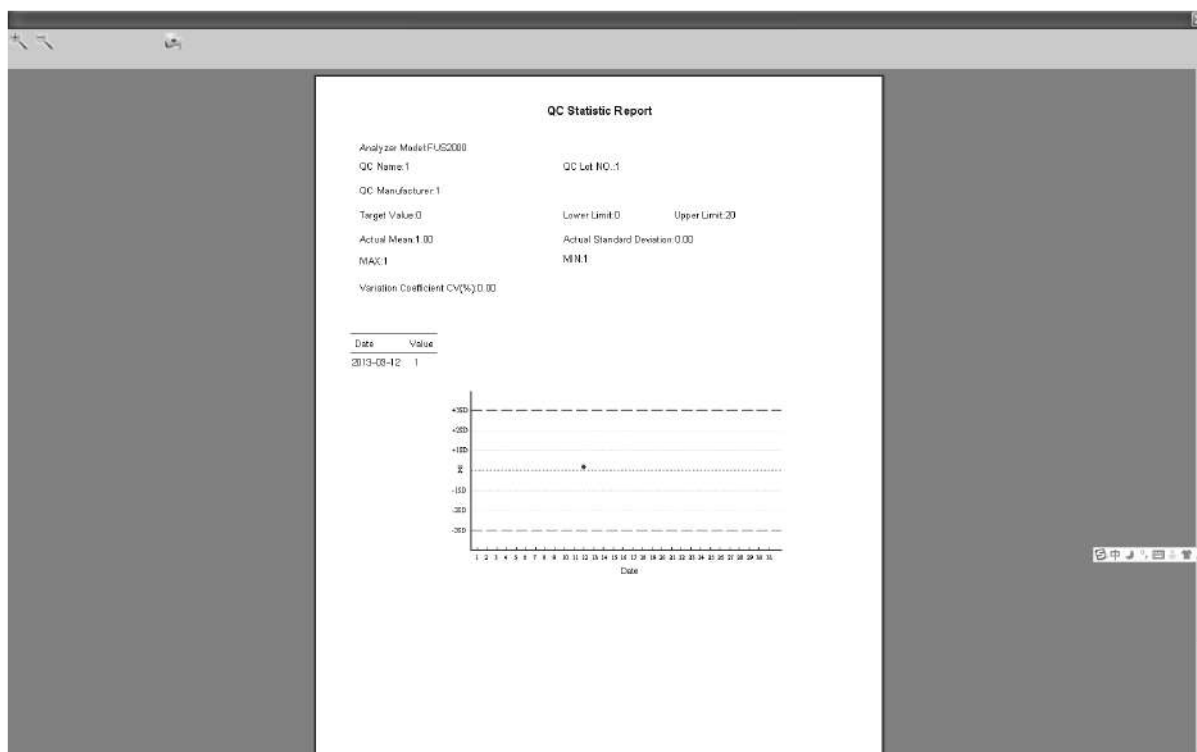 QC Statistic Report
Analyzer Model:FUS2000
QC Name:1 QC Lot NO.:1
QC Manufacturer:1
Target Value:0 Lower Limit:0 Upper Limit:20
Actual Mean:1.00 Actual Standard Deviation:0.00
MAX:1 MIN:1
Variation Coefficient CV(%):0.00
Date Value
2013-03-12 1
+3SD
+2SD
+1SD
-1SD
-2SD
-3SD
1 2 3 4 5 6 7 8 9 10 11 12 13 14 15 16 17 18 19 20 21 22 23 24 25 26 27 28 29 30 31
Date
中